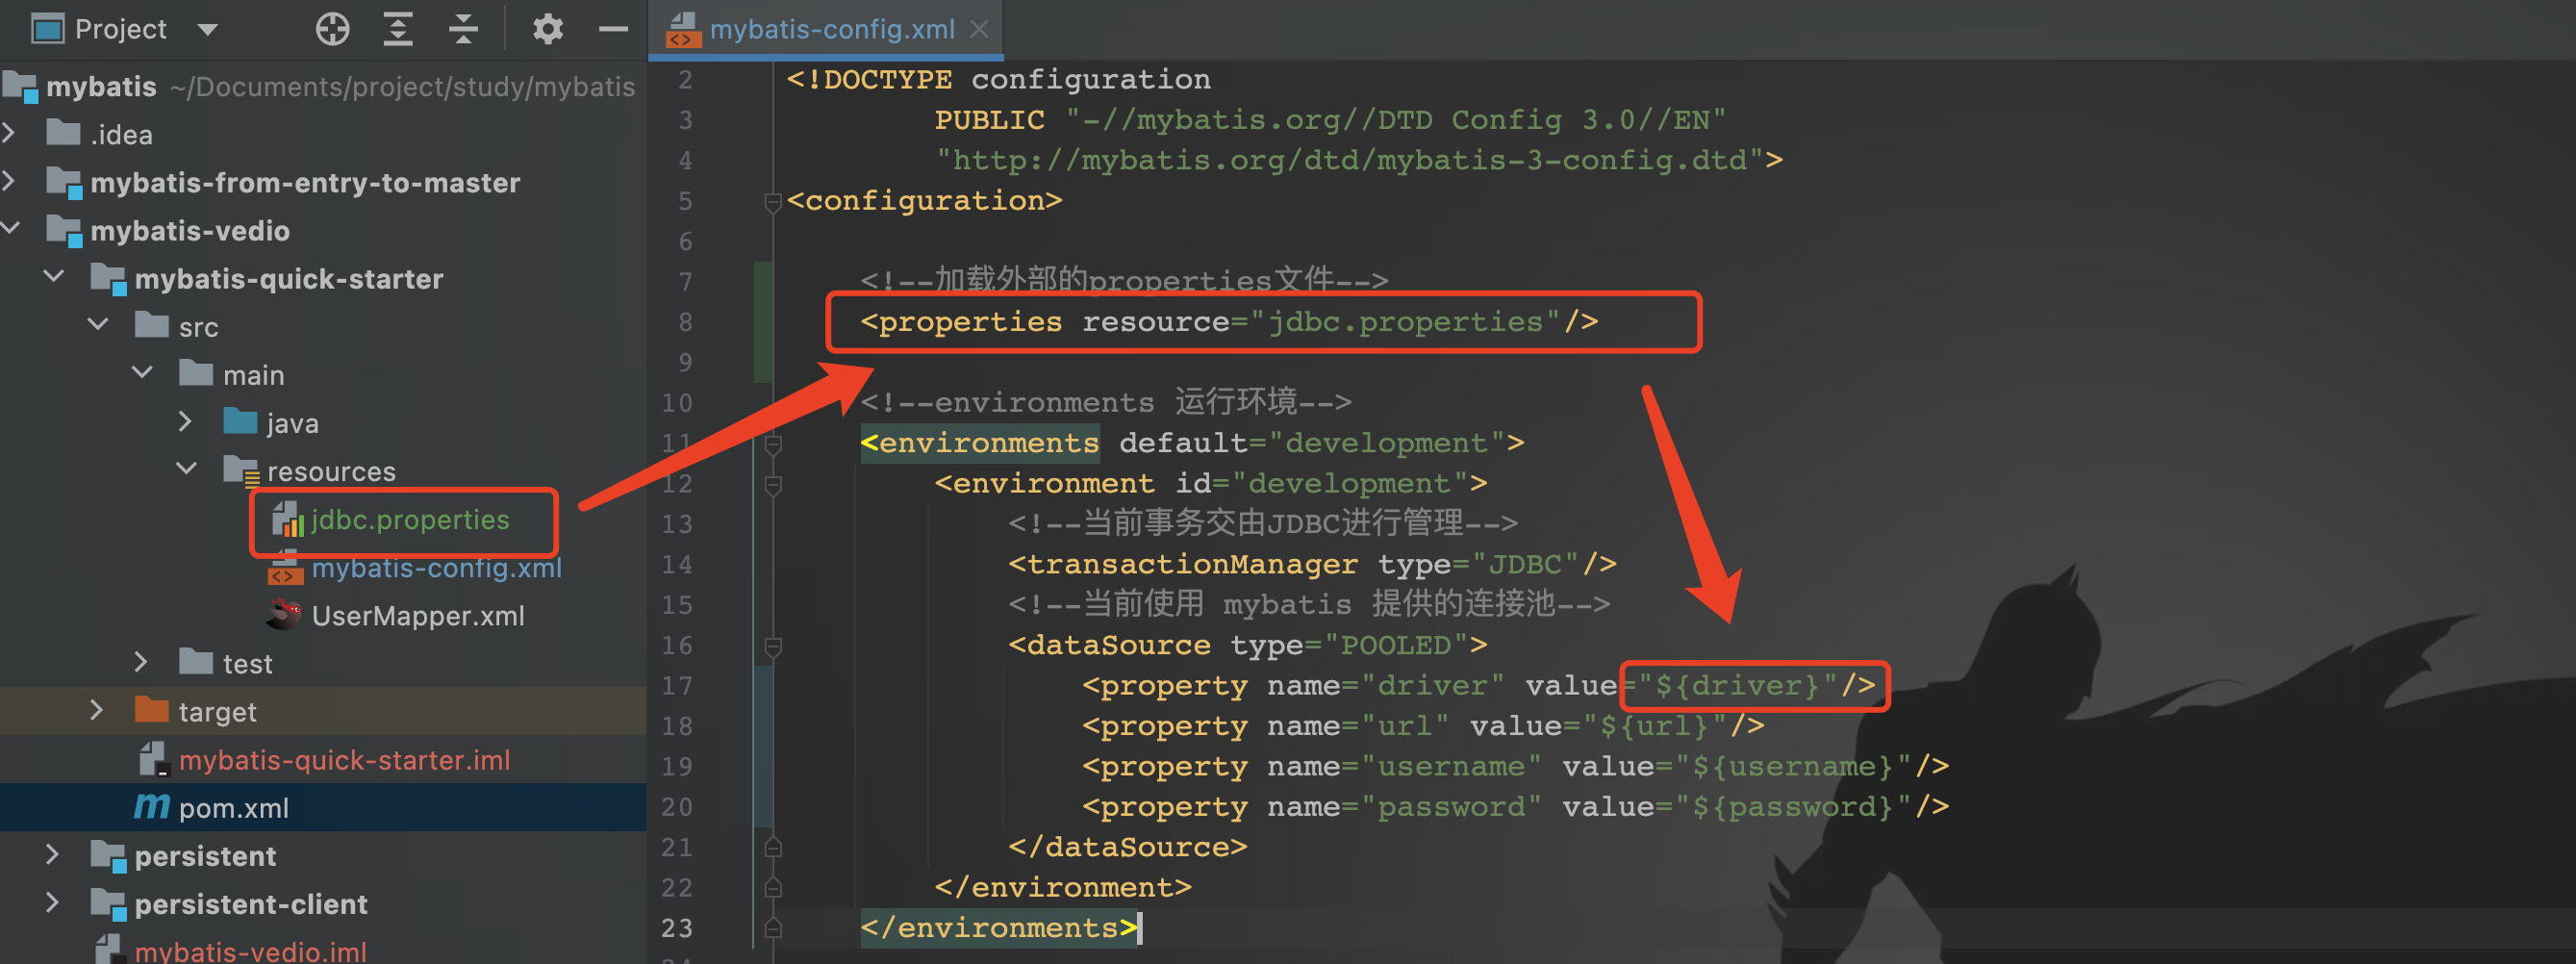 Project
mybatis ~/Documents/project/study/mybatis
.idea
mybatis-from-entry-to-master
mybatis-vedio
mybatis-quick-starter
src
main
java
resources
jdbc.properties
mybatis-config.xml
UserMapper.xml
test
target
mybatis-quick-starter.iml
pom.xml
persistent
persistent-client
mybatis-vedio.iml
mybatis-config.xml
2 <!DOCTYPE configuration
3 PUBLIC "-//mybatis.org//DTD Config 3.0//EN"
4 "http://mybatis.org/dtd/mybatis-3-config.dtd">
5 <configuration>
6
7 <!--加载外部的properties文件-->
8 <properties resource="jdbc.properties"/>
9
10 <!--environments 运行环境-->
11 <environments default="development">
12 <environment id="development">
13 <!--当前事务交由JDBC进行管理-->
14 <transactionManager type="JDBC"/>
15 <!--当前使用 mybatis 提供的连接池-->
16 <dataSource type="POOLED">
17 <property name="driver" value="${driver}"/>
18 <property name="url" value="${url}"/>
19 <property name="username" value="${username}"/>
20 <property name="password" value="${password}"/>
21 </dataSource>
22 </environment>
23 </environments>